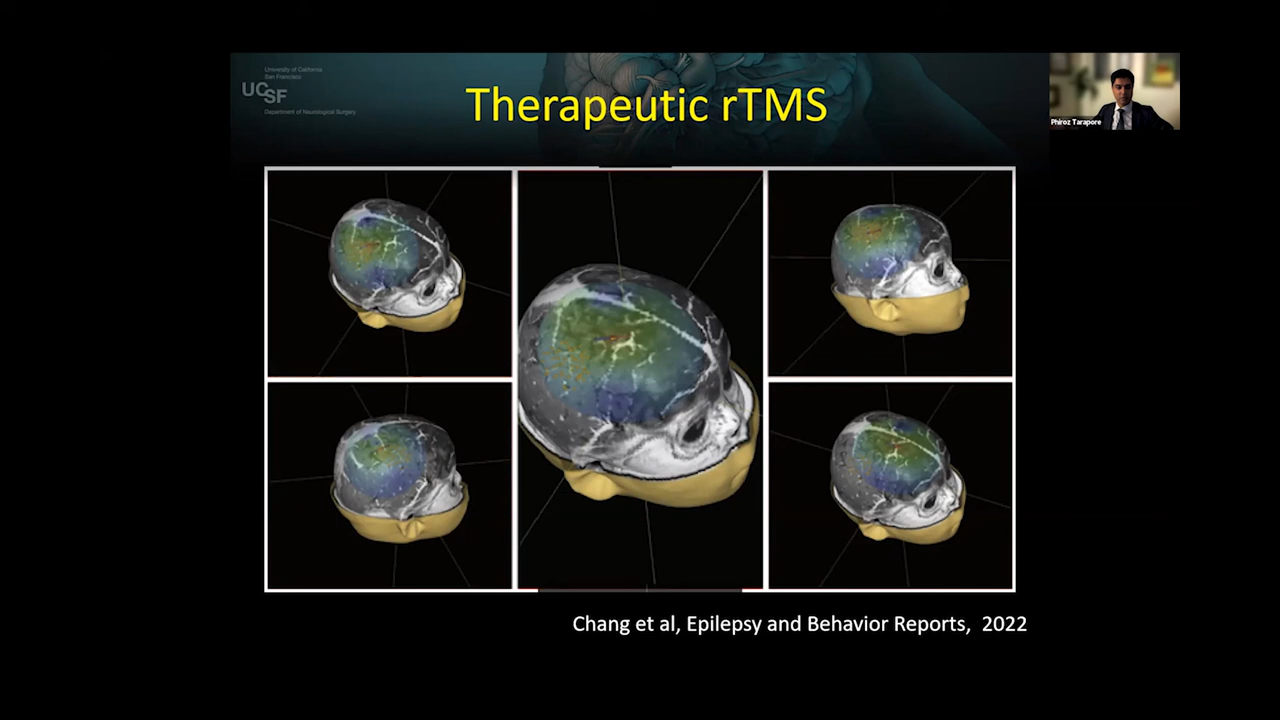 University of California
San Francisco
UCSF
Department of Neurological Surgery
Therapeutic rTMS
Phiroz Tarapore
Chang et al, Epilepsy and Behavior Reports, 2022